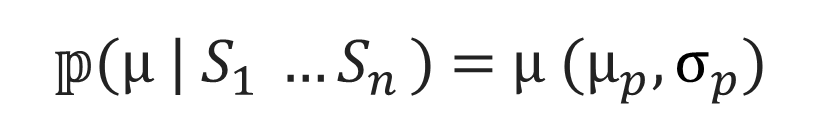 𝕡(μ | S₁ …Sₙ ) = μ (μₚ, σₚ)